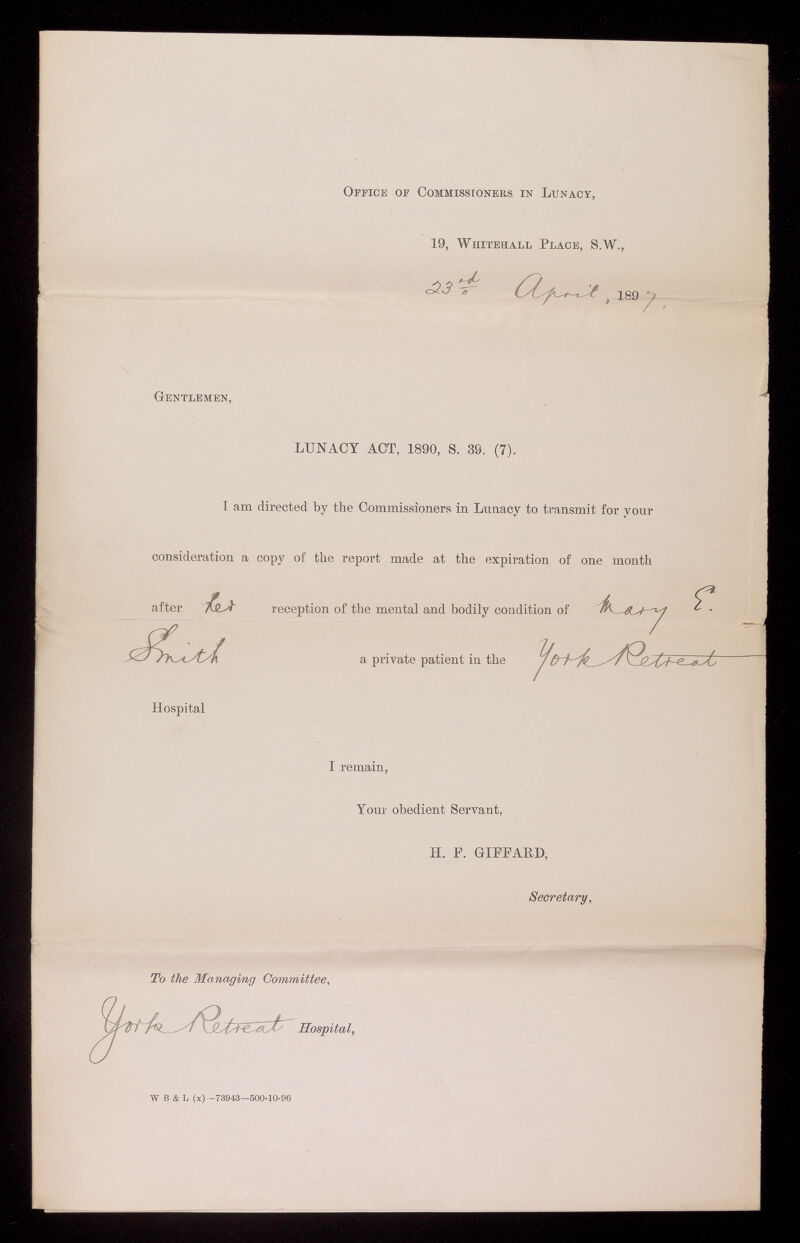 OFFICE OF COMMISSIONERS IN LUNACY,
19, WHITEHALL PLACE, S.W.,
23rd April, 1897.
GENTLEMEN,
LUNACY ACT, 1890, S. 39. (7).
I am directed by the Commissioners in Lunacy to transmit for your
consideration a copy of the report made at the expiration of one month
after her reception of the mental and bodily condition of Mary E.
Smith a private patient in the York Retreat
Hospital
I remain,
Your obedient Servant,
H. F. GIFFARD,
Secretary,
To the Managing Committee,
York Retreat Hospital,
W B & L (x) —73943—500-10-96